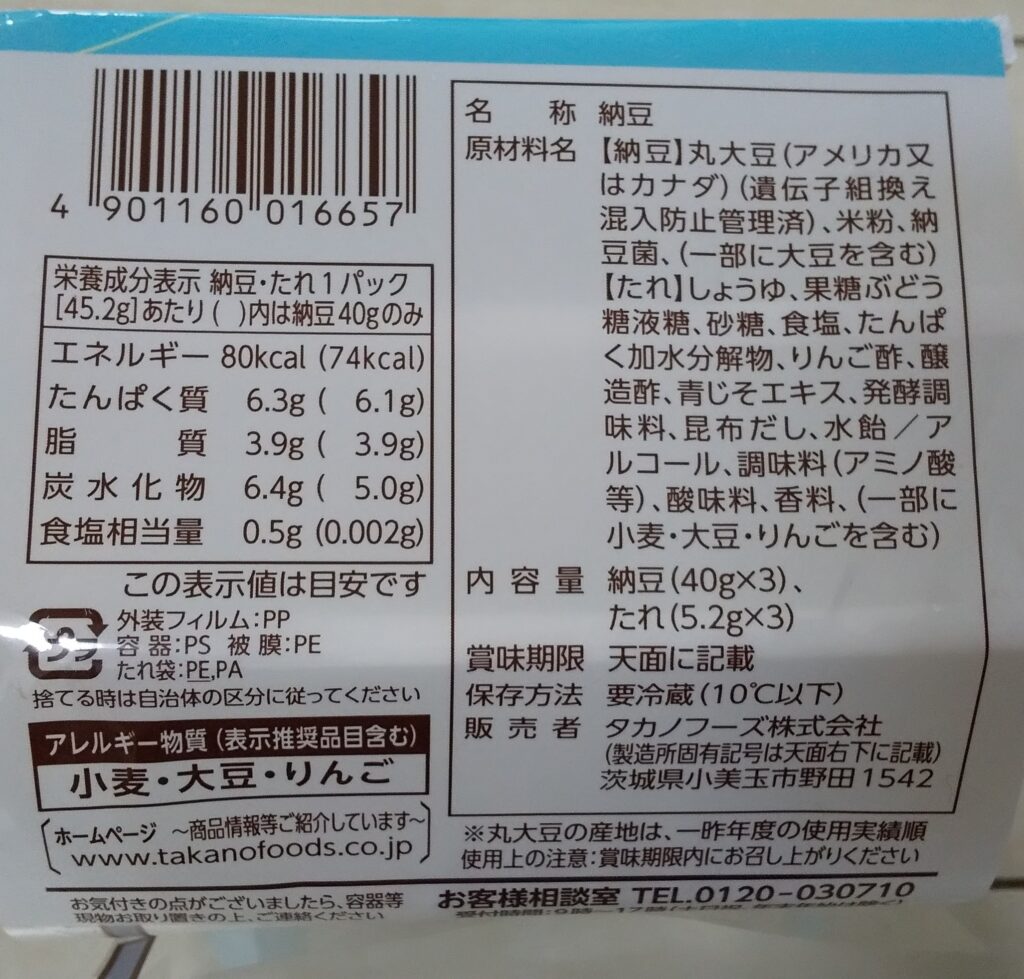 4 901160 016657
栄養成分表示 納豆・たれ1パック
[45.2g]あたり( )内は納豆40gのみ
エネルギー 80kcal (74kcal)
たんぱく質 6.3g ( 6.1g)
脂質 3.9g ( 3.9g)
炭水化物 6.4g ( 5.0g)
食塩相当量 0.5g (0.002g)
この表示値は目安です
プラ
外装フィルム:PP
容器:PS 被膜:PE
たれ袋:PE,PA
捨てる時は自治体の区分に従ってください
アレルギー物質(表示推奨品目含む)
小麦・大豆・りんご
ホームページ ~商品情報等ご紹介しています~
www.takanofoods.co.jp
名称 納豆
原材料名 【納豆】丸大豆(アメリカ又
はカナダ)(遺伝子組換え
混入防止管理済)、米粉、納
豆菌、(一部に大豆を含む)
【たれ】しょうゆ、果糖ぶどう
糖液糖、砂糖、食塩、たんぱ
く加水分解物、りんご酢、醸
造酢、青じそエキス、発酵調
味料、昆布だし、水飴/ア
ルコール、調味料(アミノ酸
等)、酸味料、香料、(一部に
小麦・大豆・りんごを含む)
内容量 納豆(40g×3)、
たれ(5.2g×3)
賞味期限 天面に記載
保存方法 要冷蔵(10℃以下)
販売者 タカノフーズ株式会社
(製造所固有記号は天面右下に記載)
茨城県小美玉市野田1542
※丸大豆の産地は、一昨年度の使用実績順
使用上の注意:賞味期限内にお召し上がりください
お気付きの点がございましたら、容器等
現物お取り置きの上、ご連絡ください
お客様相談室 TEL.0120-030710
受付時間:9時-17時